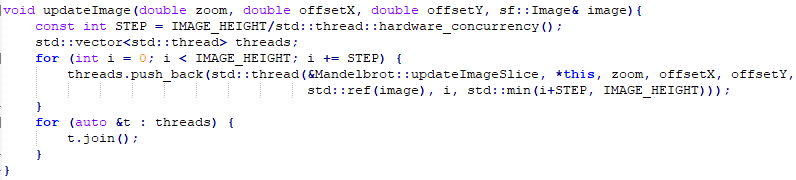 void updateImage(double zoom, double offsetX, double offsetY, sf::Image& image){
    const int STEP = IMAGE_HEIGHT/std::thread::hardware_concurrency();
    std::vector<std::thread> threads;
    for (int i = 0; i < IMAGE_HEIGHT; i += STEP) {
        threads.push_back(std::thread(&Mandelbrot::updateImageSlice, *this, zoom, offsetX, offsetY,
                                      std::ref(image), i, std::min(i+STEP, IMAGE_HEIGHT)));
    }
    for (auto &t : threads) {
        t.join();
    }
}